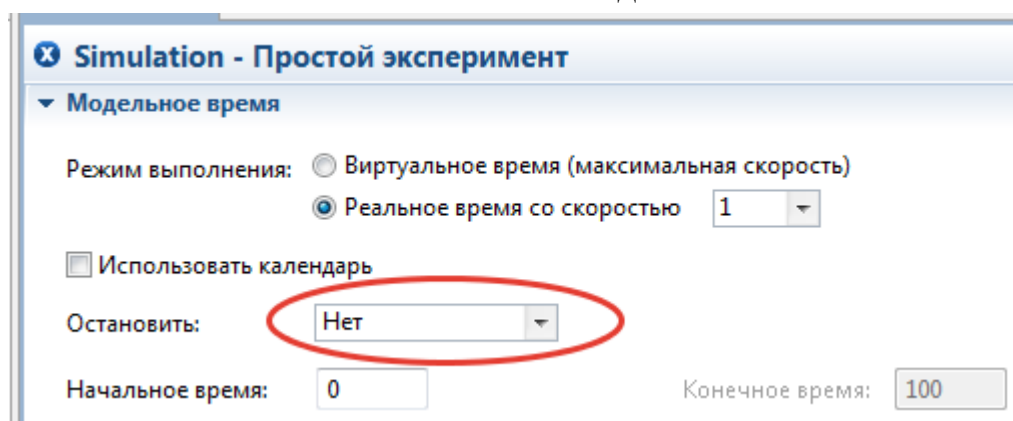 Simulation - Простой эксперимент
Модельное время
Режим выполнения: Виртуальное время (максимальная скорость)
Реальное время со скоростью 1
Использовать календарь
Остановить: Нет
Начальное время: 0 Конечное время: 100